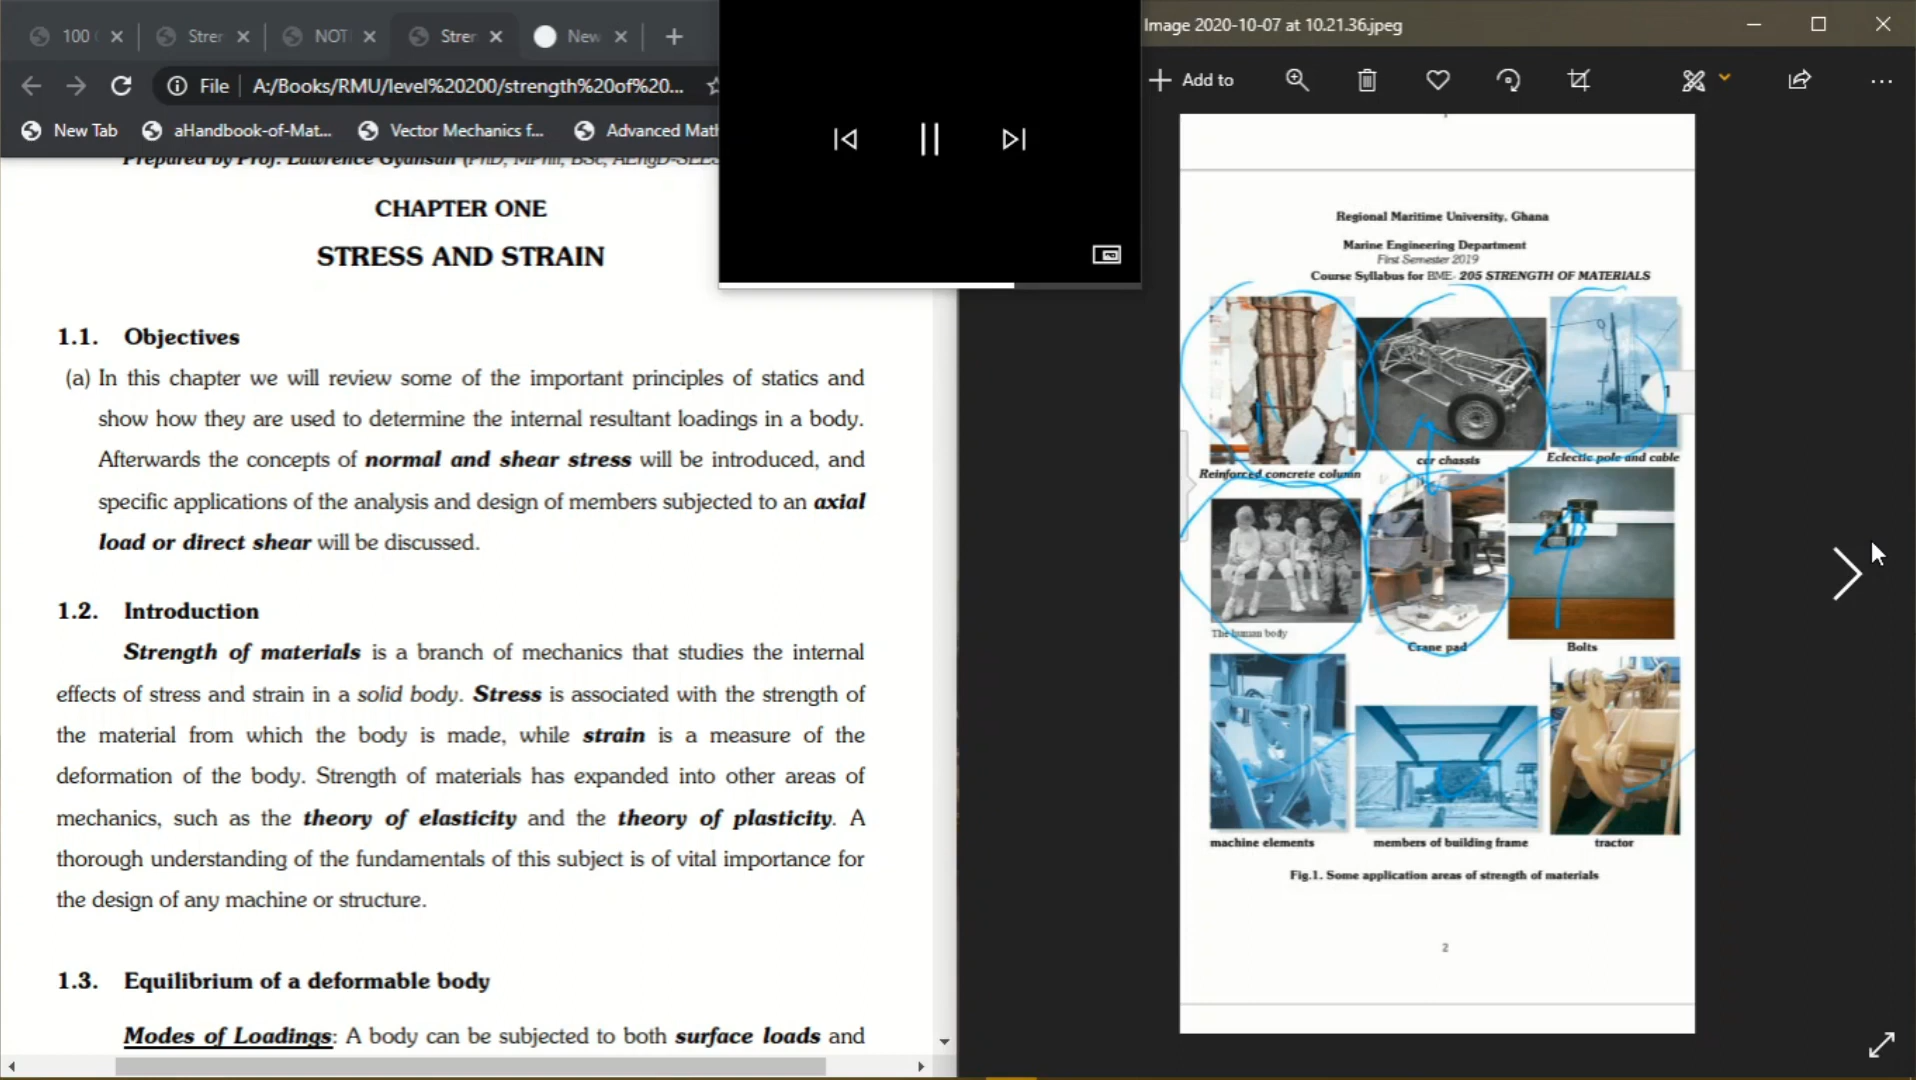 100
Stren
NOT
Stren
New
File
A:/Books/RMU/level%20200/strength%20of%20...
New Tab
aHandbook-of-Mat...
Vector Mechanics f...
Advanced Mat
Prepared by Prof. Lawrence Gyansah (PhD, MPhil, BSc, AEngD-SEES
CHAPTER ONE
STRESS AND STRAIN
1.1. Objectives
(a) In this chapter we will review some of the important principles of statics and
show how they are used to determine the internal resultant loadings in a body.
Afterwards the concepts of normal and shear stress will be introduced, and
specific applications of the analysis and design of members subjected to an axial
load or direct shear will be discussed.
1.2. Introduction
Strength of materials is a branch of mechanics that studies the internal
effects of stress and strain in a solid body. Stress is associated with the strength of
the material from which the body is made, while strain is a measure of the
deformation of the body. Strength of materials has expanded into other areas of
mechanics, such as the theory of elasticity and the theory of plasticity. A
thorough understanding of the fundamentals of this subject is of vital importance for
the design of any machine or structure.
1.3. Equilibrium of a deformable body
Modes of Loadings: A body can be subjected to both surface loads and
Image 2020-10-07 at 10.21.36.jpeg
Add to
Regional Maritime University, Ghana
Marine Engineering Department
First Semester 2019
Course Syllabus for BME- 205 STRENGTH OF MATERIALS
Reinforced concrete column
car chassis
Eclectic pole and cable
The human body
Crane pad
Bolts
machine elements
members of building frame
tractor
Fig.1. Some application areas of strength of materials
2